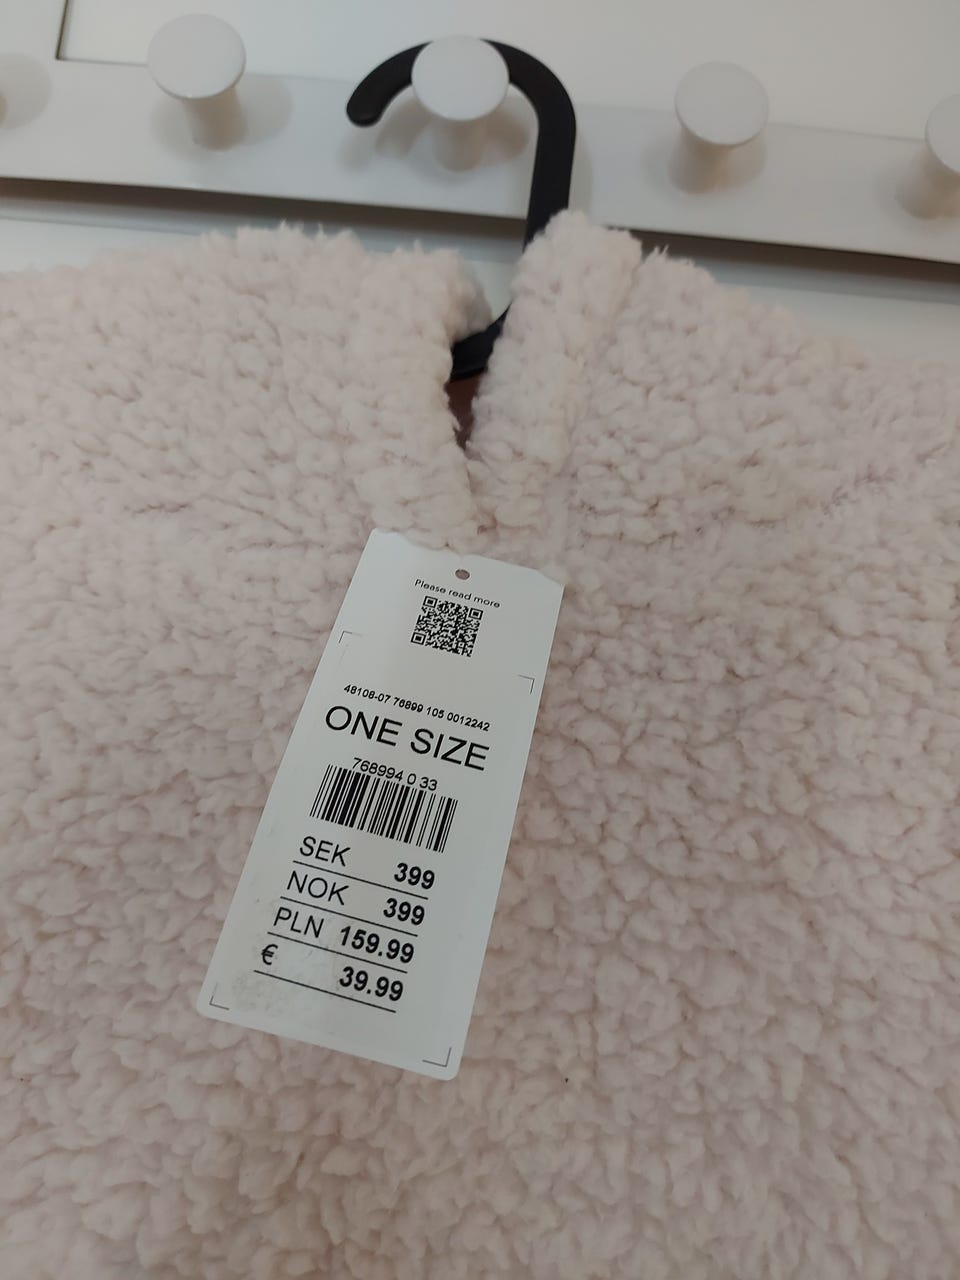 Please read more
48108-07 76899 105 0012242
ONE SIZE
768994 0 33
SEK 399
NOK 399
PLN 159.99
€ 39.99